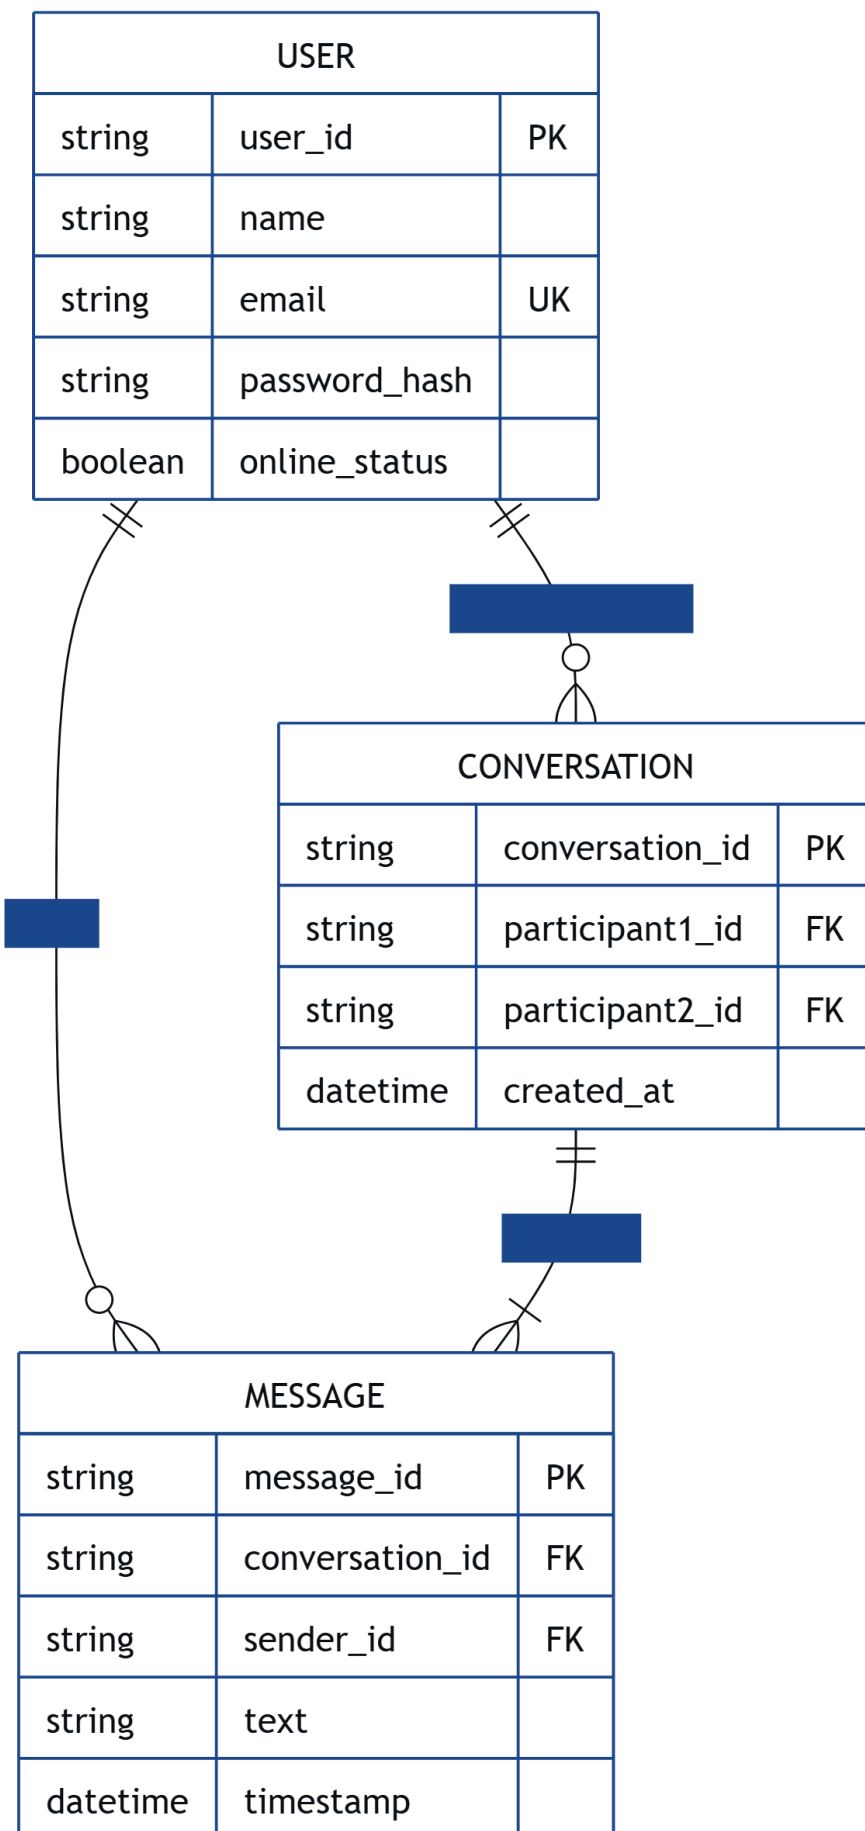 USER
string user_id PK
string name
string email UK
string password_hash
boolean online_status
CONVERSATION
string conversation_id PK
string participant1_id FK
string participant2_id FK
datetime created_at
MESSAGE
string message_id PK
string conversation_id FK
string sender_id FK
string text
datetime timestamp